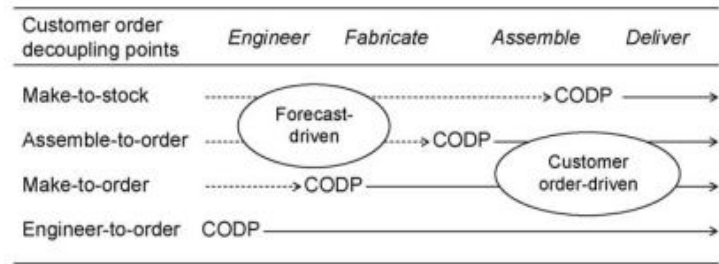 Customer order
decoupling points Engineer Fabricate Assemble Deliver
Make-to-stock CODP
Forecast-
driven
Assemble-to-order CODP
Customer
order-driven
Make-to-order CODP
Engineer-to-order CODP